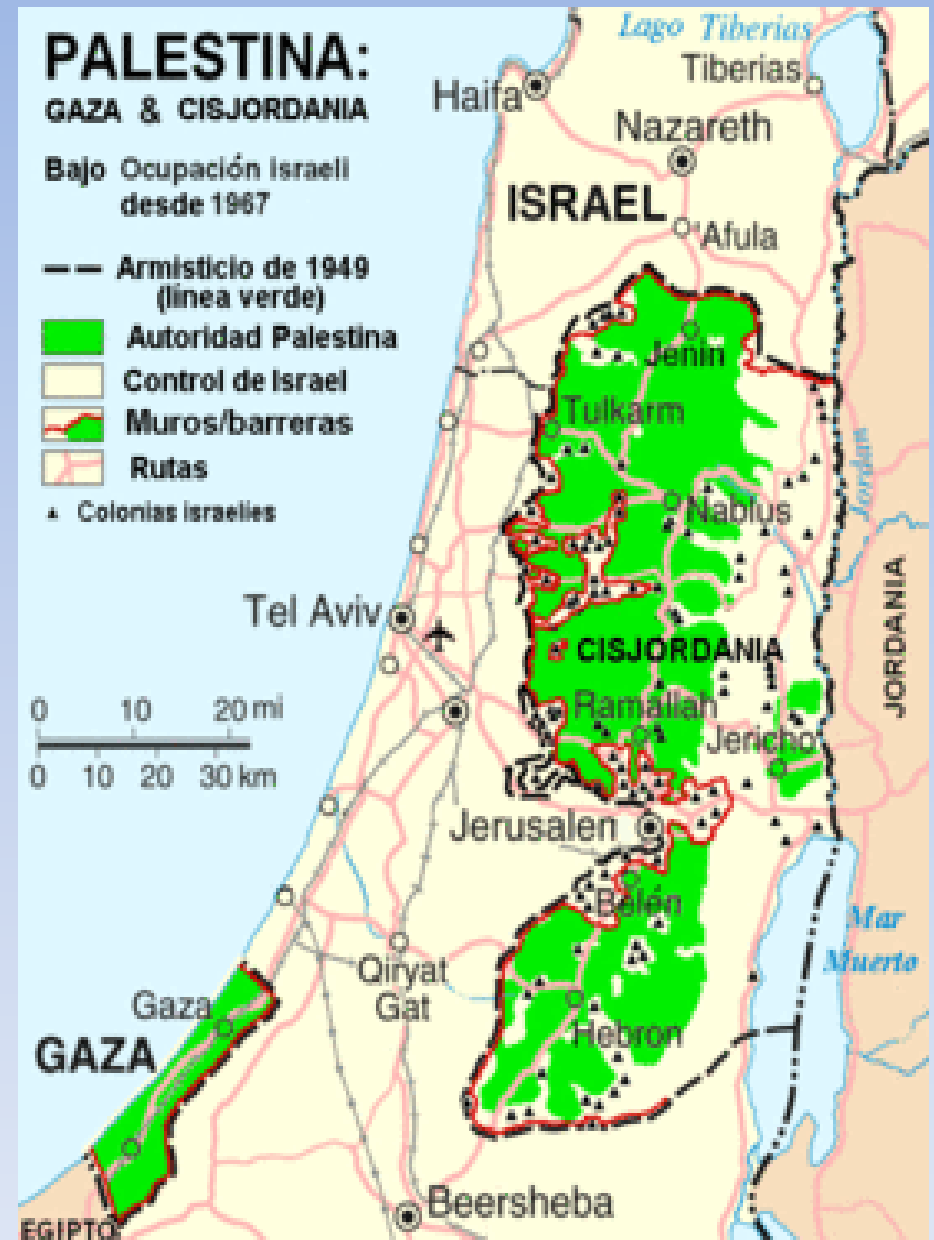 PALESTINA:
GAZA & CISJORDANIA
Bajo Ocupación israeli
desde 1967
Armisticio de 1949
(linea verde)
Autoridad Palestina
Control de Israel
Muros/barreras
Rutas
Colonias israelies
Lago Tiberias
Tiberias
Haifa
Nazareth
ISRAEL
Afula
Jenin
Tulkarm
Jordan
Nablus
JORDANIA
Tel Aviv
CISJORDANIA
0 10 20 mi
0 10 20 30 km
Ramallah
Jericho
Jerusalen
Belén
Mar
Muerto
Qiryat
Gat
Gaza
GAZA
Hebron
Beersheba
EGIPTO